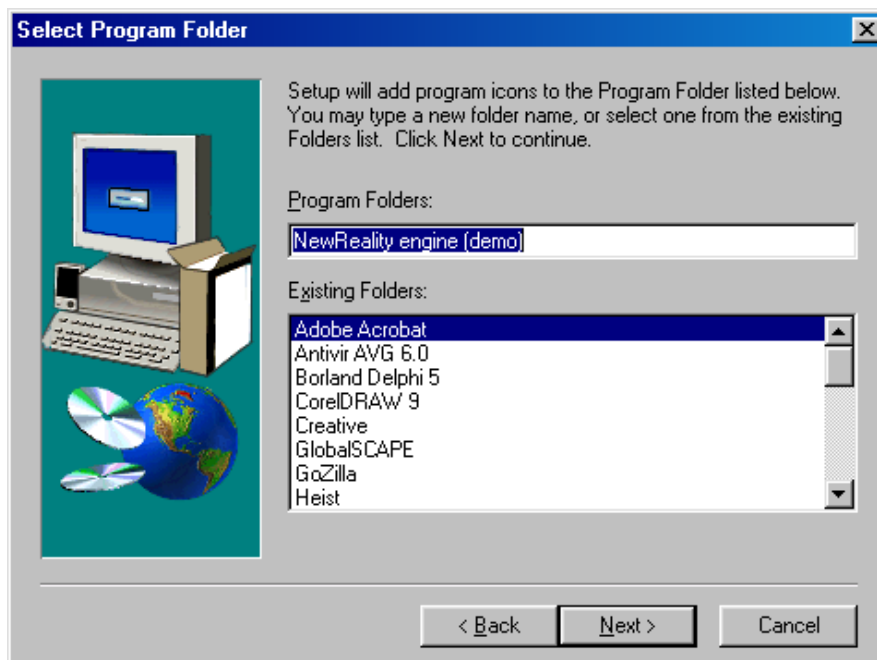 Select Program Folder
Setup will add program icons to the Program Folder listed below.
You may type a new folder name, or select one from the existing
Folders list.  Click Next to continue.
Program Folders:
NewReality engine (demo)
Existing Folders:
Adobe Acrobat
Antivir AVG 6.0
Borland Delphi 5
CorelDRAW 9
Creative
GlobalSCAPE
GoZilla
Heist
< Back
Next >
Cancel